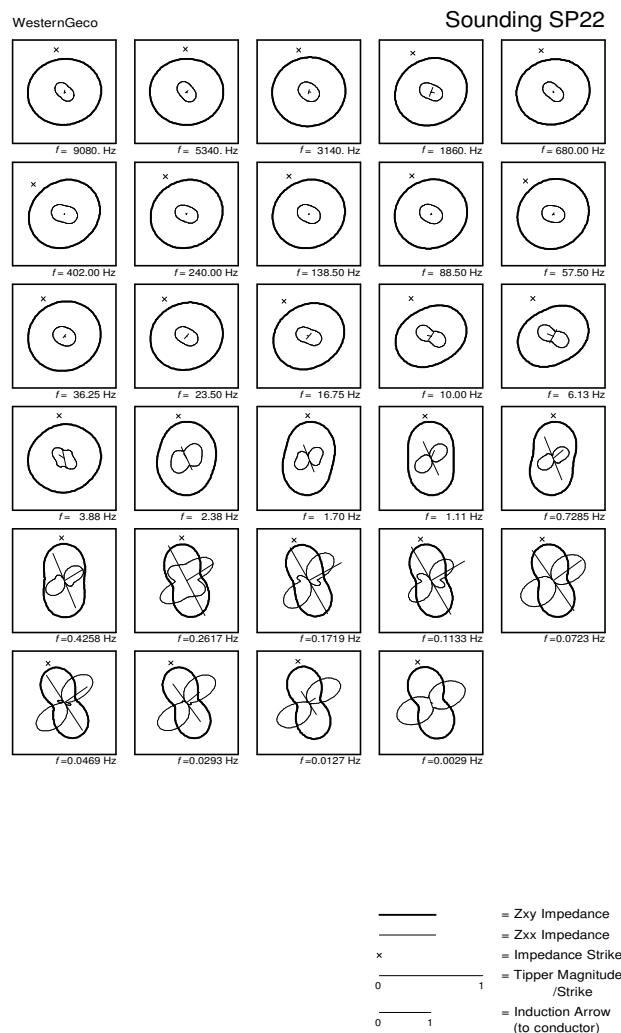 WesternGeco Sounding SP22
f = 9080. Hz f = 5340. Hz f = 3140. Hz f = 1860. Hz f = 680.00 Hz
f = 402.00 Hz f = 240.00 Hz f = 138.50 Hz f = 88.50 Hz f = 57.50 Hz
f = 36.25 Hz f = 23.50 Hz f = 16.75 Hz f = 10.00 Hz f = 6.13 Hz
f = 3.88 Hz f = 2.38 Hz f = 1.70 Hz f = 1.11 Hz f =0.7285 Hz
f =0.4258 Hz f =0.2617 Hz f =0.1719 Hz f =0.1133 Hz f =0.0723 Hz
f =0.0469 Hz f =0.0293 Hz f =0.0127 Hz f =0.0029 Hz
= Zxy Impedance
= Zxx Impedance
× = Impedance Strike
0 1 = Tipper Magnitude
/Strike
0 1 = Induction Arrow
(to conductor)